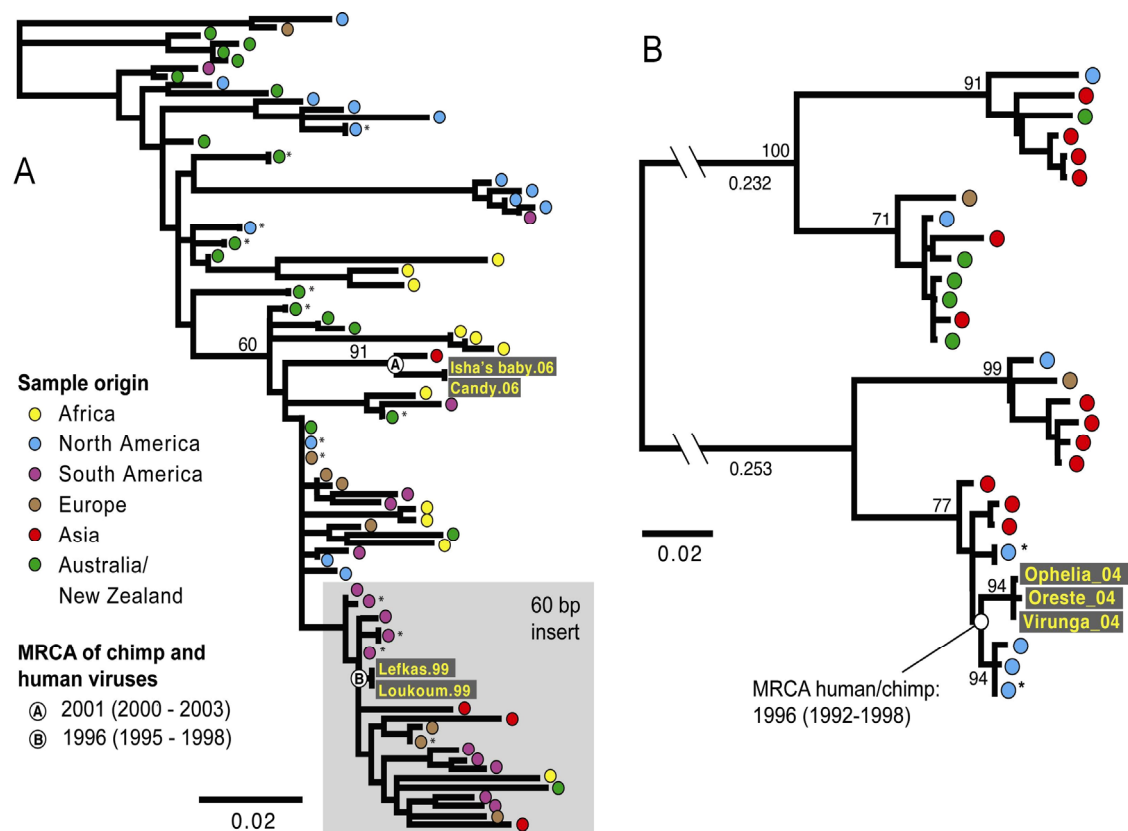 A
60
91
A
Isha's baby.06
Candy.06
Sample origin
Africa
North America
South America
Europe
Asia
Australia/
New Zealand
MRCA of chimp and
human viruses
A 2001 (2000 - 2003)
B 1996 (1995 - 1998)
0.02
60 bp
insert
B
Lefkas.99
Loukoum.99
*
*
*
*
*
*
*
*
*
*
*
*
*
B
91
100
0.232
71
99
0.253
77
0.02
*
94
Ophelia_04
Oreste_04
Virunga_04
94
*
MRCA human/chimp:
1996 (1992-1998)